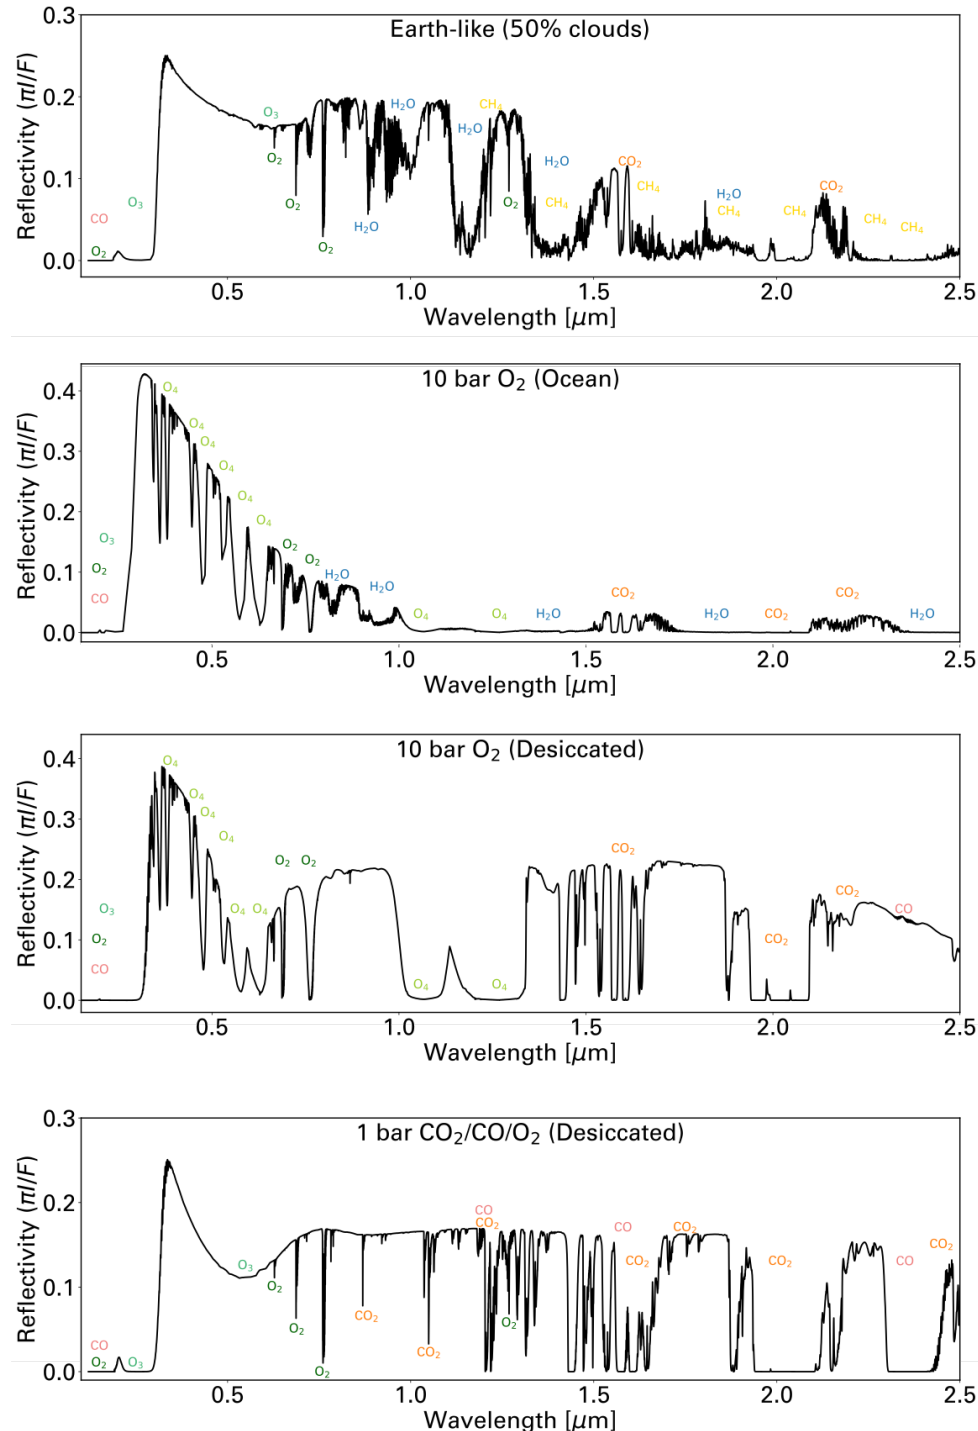 Earth-like (50% clouds)
Reflectivity (πI/F)
0.3
0.2
0.1
0.0
CO
O₂
O₃
O₃
O₂
O₂
O₂
H₂O
H₂O
CH₄
H₂O
O₂
H₂O
CH₄
CO₂
CH₄
H₂O
CH₄
CH₄
CO₂
CH₄
CH₄
0.5 1.0 1.5 2.0 2.5
Wavelength [μm]
10 bar O₂ (Ocean)
Reflectivity (πI/F)
0.4
0.3
0.2
0.1
0.0
O₃
O₂
CO
O₄
O₄
O₄
O₄
O₄
O₄
O₂
O₂
H₂O
H₂O
O₄
O₄
H₂O
CO₂
H₂O
CO₂
CO₂
H₂O
0.5 1.0 1.5 2.0 2.5
Wavelength [μm]
10 bar O₂ (Desiccated)
Reflectivity (πI/F)
0.4
0.3
0.2
0.1
0.0
O₃
O₂
CO
O₄
O₄
O₄
O₄
O₄
O₄
O₂
O₂
O₄
O₄
CO₂
CO₂
CO₂
CO
0.5 1.0 1.5 2.0 2.5
Wavelength [μm]
1 bar CO₂/CO/O₂ (Desiccated)
Reflectivity (πI/F)
0.3
0.2
0.1
0.0
CO
O₂
O₃
O₃
O₂
O₂
O₂
CO₂
CO₂
CO
CO₂
O₂
CO
CO₂
CO₂
CO₂
CO
CO₂
0.5 1.0 1.5 2.0 2.5
Wavelength [μm]